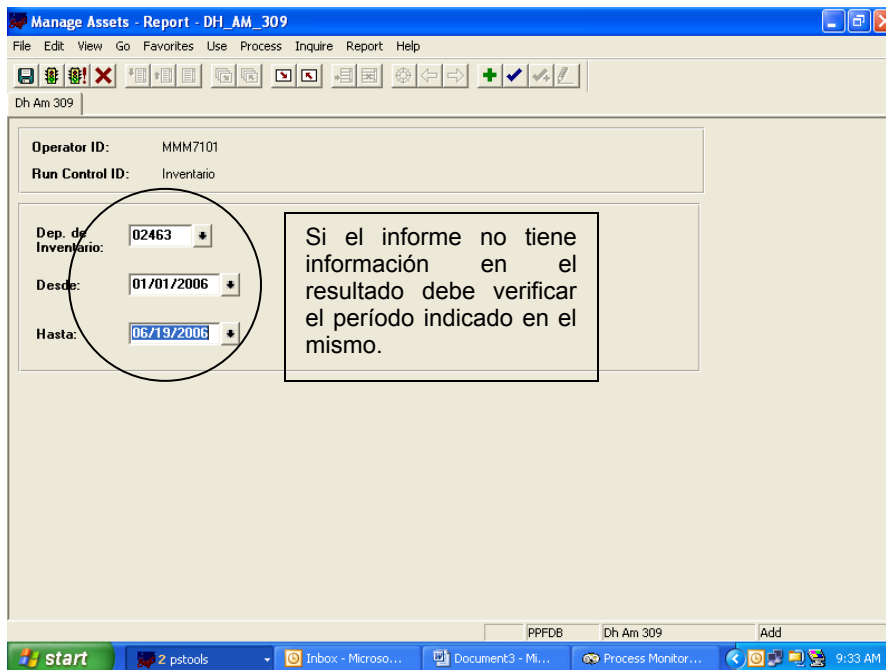 Manage Assets - Report - DH_AM_309
File Edit View Go Favorites Use Process Inquire Report Help
Dh Am 309
Operator ID: MMM7101
Run Control ID: Inventario
Dep. de
Inventario: 02463
Desde: 01/01/2006
Hasta: 06/19/2006
Si el informe no tiene
información en el
resultado debe verificar
el período indicado en el
mismo.
PPFDB Dh Am 309 Add
start 2 pstools Inbox - Microso... Document3 - Mi... Process Monitor... 9:33 AM